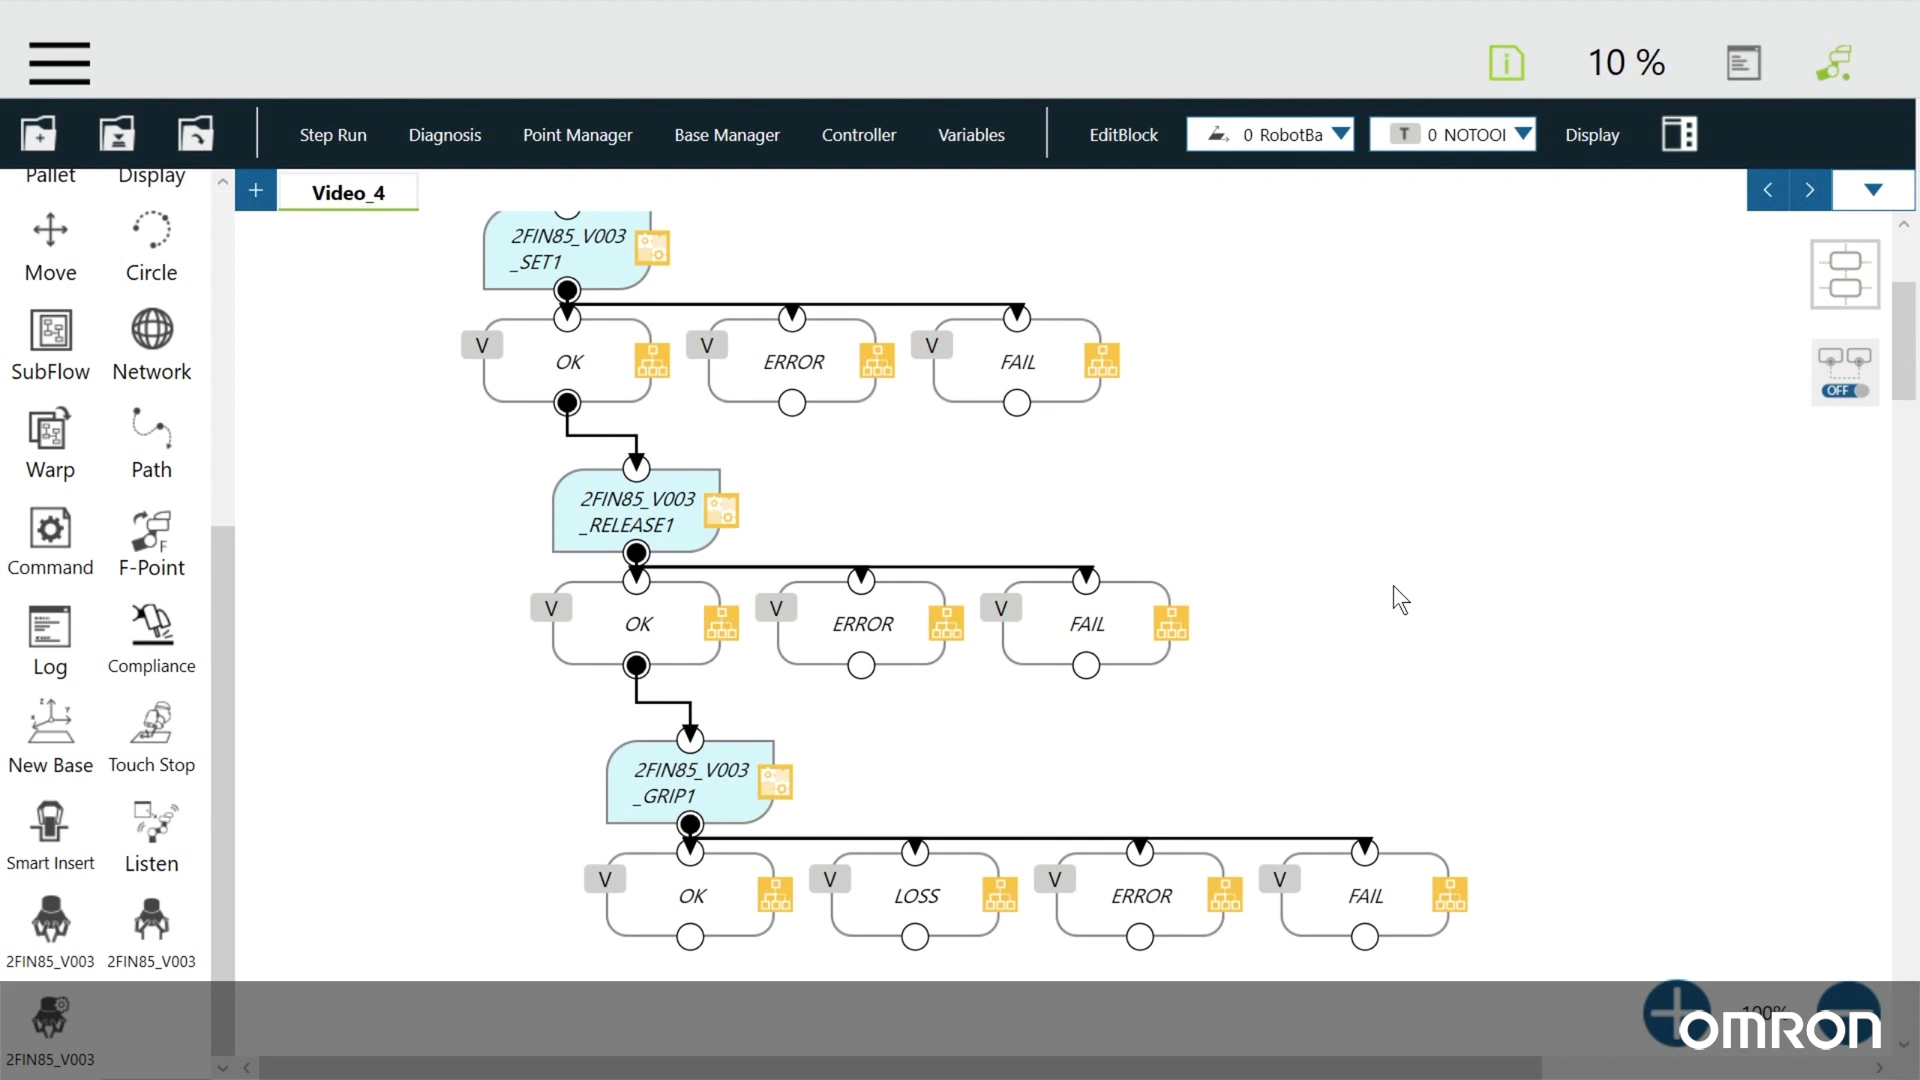 10 %
Step Run
Diagnosis
Point Manager
Base Manager
Controller
Variables
EditBlock
0 RobotBa
T 0 NOTOOl
Display
Pallet
Display
+
Video_4
Move
Circle
SubFlow
Network
Warp
Path
Command
F-Point
Log
Compliance
New Base
Touch Stop
Smart Insert
Listen
2FIN85_V003
2FIN85_V003
2FIN85_V003
2FIN85_V003
_SET1
V
OK
V
ERROR
V
FAIL
2FIN85_V003
_RELEASE1
V
OK
V
ERROR
V
FAIL
2FIN85_V003
_GRIP1
V
OK
V
LOSS
V
ERROR
V
FAIL
OFF
100%
OMRON